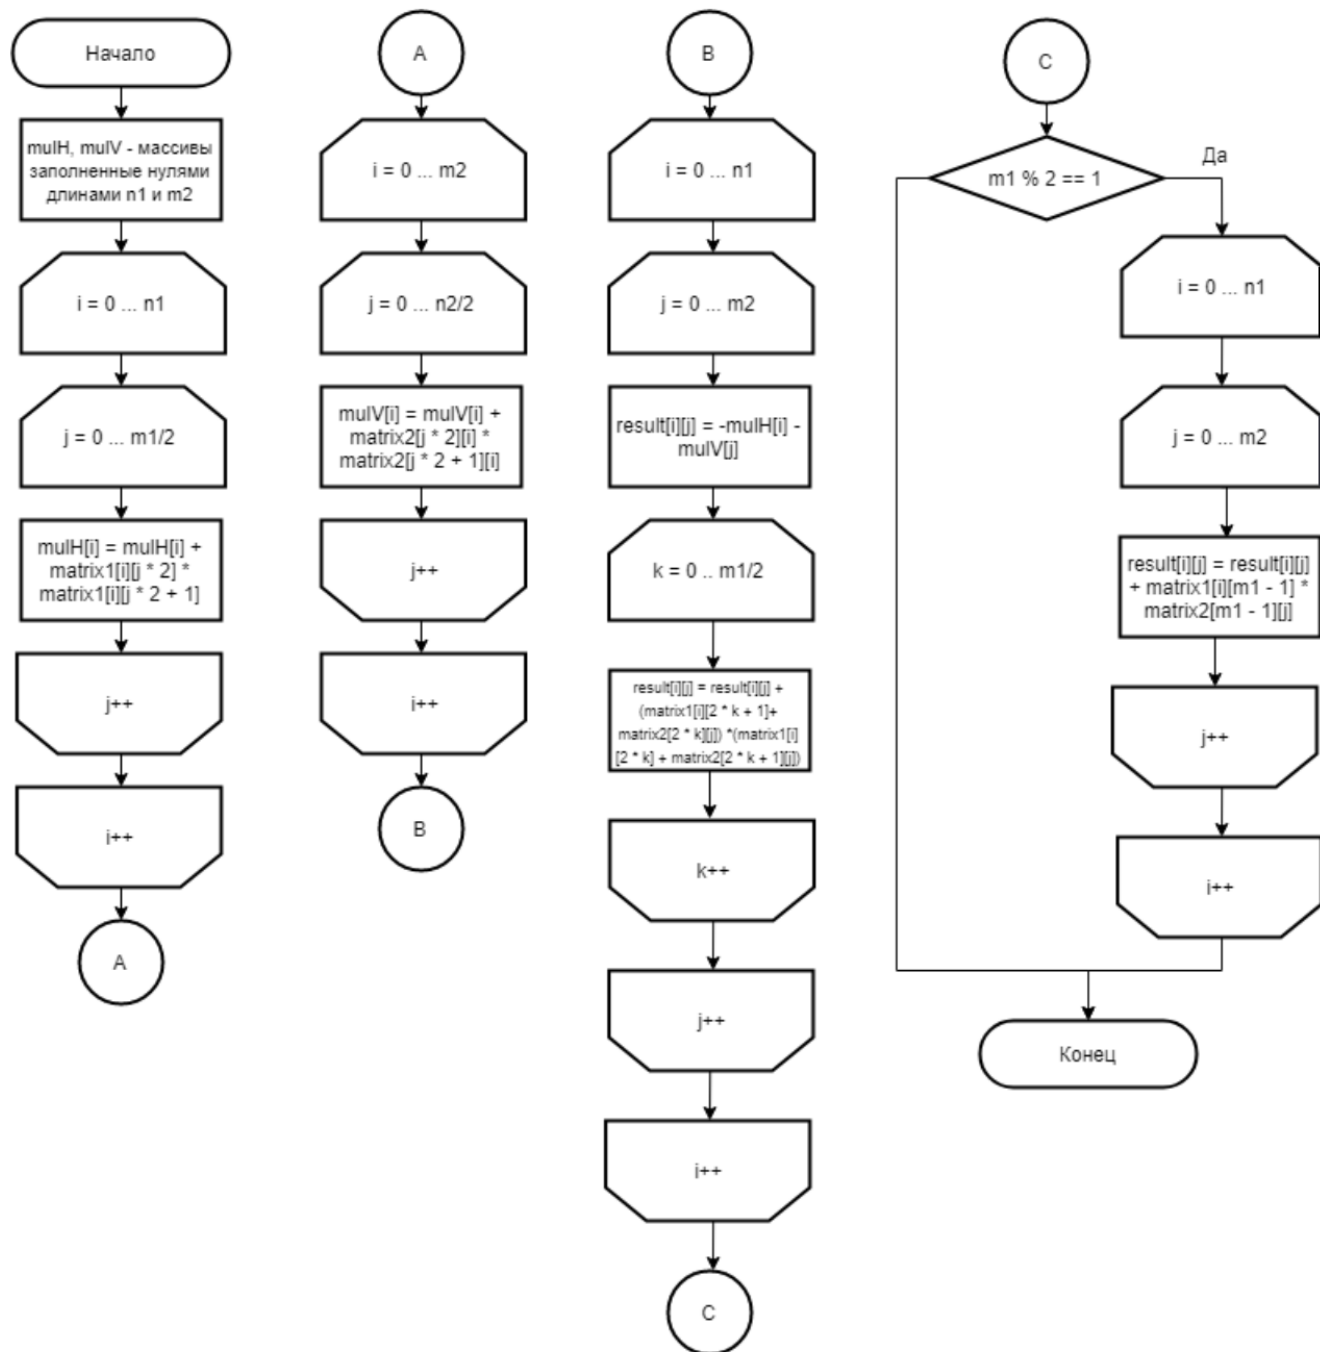 Начало
mulH, mulV - массивы
заполненные нулями
длинами n1 и m2
i = 0 ... n1
j = 0 ... m1/2
mulH[i] = mulH[i] +
matrix1[i][j * 2] *
matrix1[i][j * 2 + 1]
j++
i++
A
A
i = 0 ... m2
j = 0 ... n2/2
mulV[i] = mulV[i] +
matrix2[j * 2][i] *
matrix2[j * 2 + 1][i]
j++
i++
B
B
i = 0 ... n1
j = 0 ... m2
result[i][j] = -mulH[i] -
mulV[j]
k = 0 .. m1/2
result[i][j] = result[i][j] +
(matrix1[i][2 * k + 1]+
matrix2[2 * k][j]) *(matrix1[i]
[2 * k] + matrix2[2 * k + 1][j])
k++
j++
i++
C
C
m1 % 2 == 1
Да
i = 0 ... n1
j = 0 ... m2
result[i][j] = result[i][j]
+ matrix1[i][m1 - 1] *
matrix2[m1 - 1][j]
j++
i++
Конец